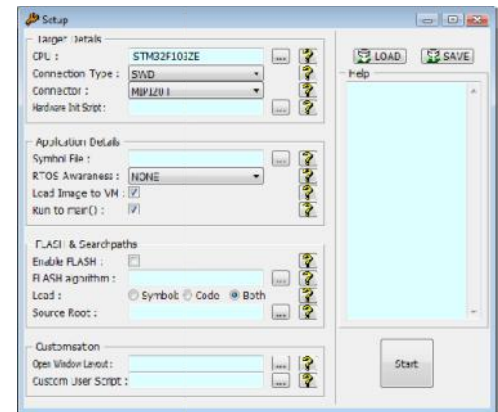 Setup
Target Details
CPU : STM32F103ZE ...
Connection Type : SWD
Connector : MIPI20T
Hardware Init Script : ...
Application Details
Symbol File : ...
RTOS Awareness : NONE
Load Image to VM :
Run to main() :
FLASH & Searchpaths
Enable FLASH :
FLASH algorithm : ...
Load : Symbols Code Both
Source Root : ...
Customisation
Open Window Layout : ...
Custom User Script : ...
LOAD SAVE
Help
Start